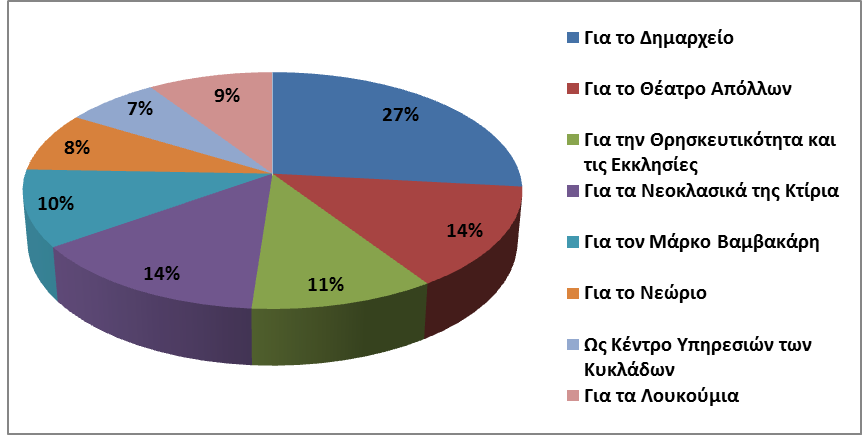 27%
14%
11%
14%
10%
8%
7%
9%
Για το Δημαρχείο
Για το Θέατρο Απόλλων
Για την Θρησκευτικότητα και
τις Εκκλησίες
Για τα Νεοκλασικά της Κτίρια
Για τον Μάρκο Βαμβακάρη
Για το Νεώριο
Ως Κέντρο Υπηρεσιών των
Κυκλάδων
Για τα Λουκούμια